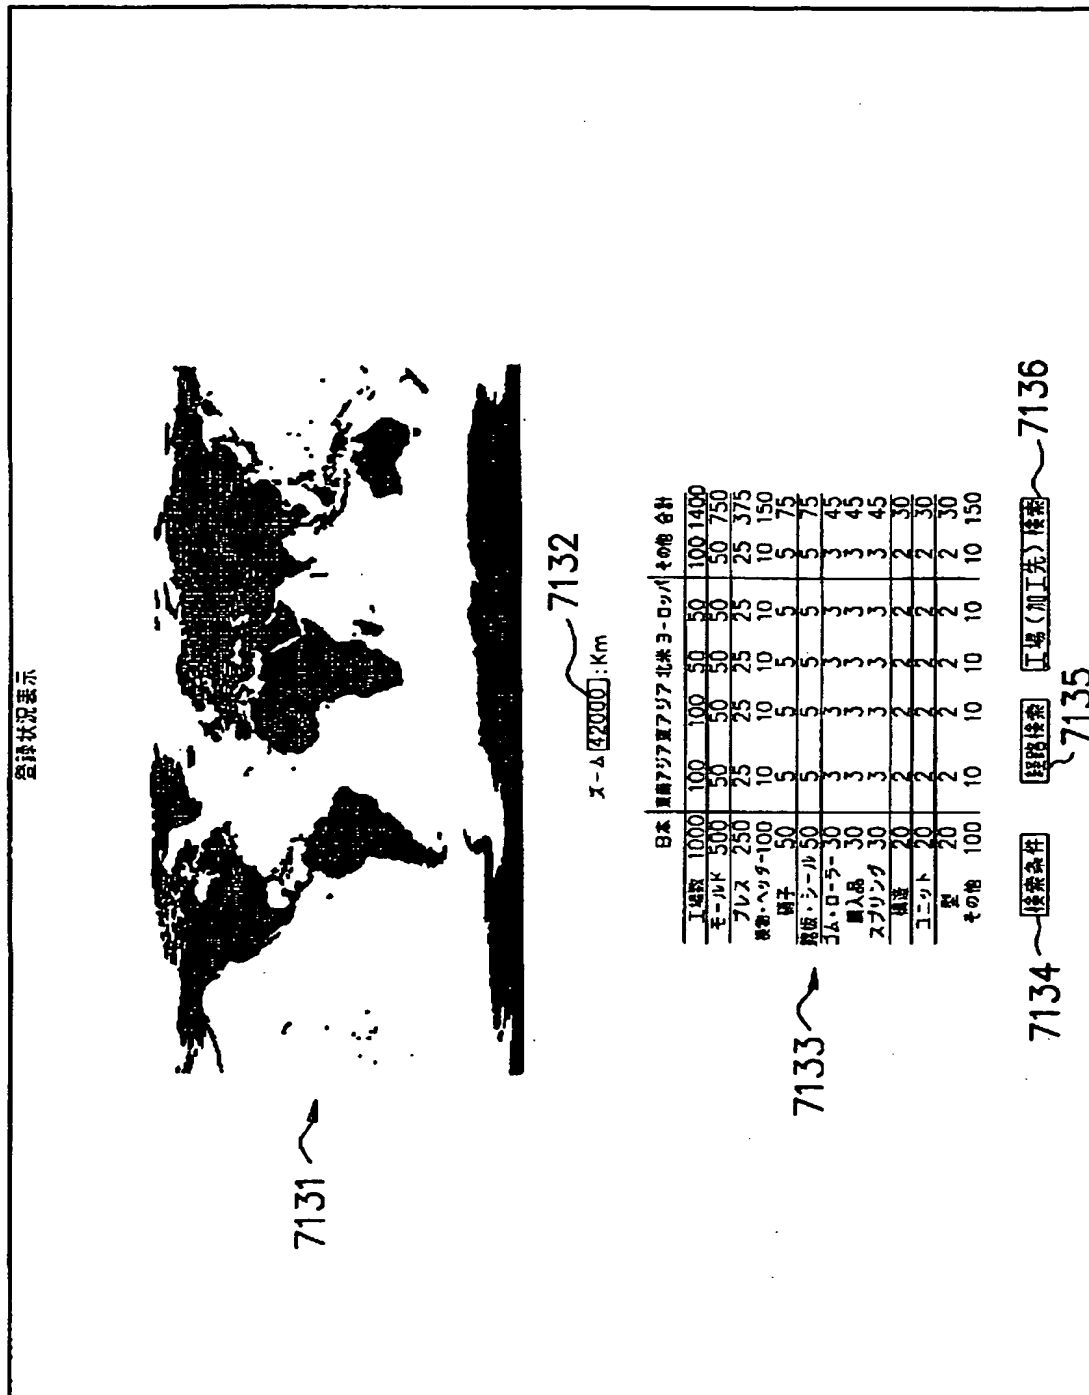 登録状況表示
7131
ズーム 42000 :Km
7132
7133
日本 東南アジア 東アジア 北米 ヨーロッパ その他 合計
工場数 1000 100 100 50 50 100 1400
モールド 500 50 50 50 50 50 750
プレス 250 25 25 25 25 25 375
挽物・ヘッダー 100 10 10 10 10 10 150
硝子 50 5 5 5 5 5 75
銘板・シール 50 5 5 5 5 5 75
ゴム・ローラー 30 3 3 3 3 3 45
購入品 30 3 3 3 3 3 45
スプリング 30 3 3 3 3 3 45
構造 20 2 2 2 2 2 30
ユニット 20 2 2 2 2 2 30
型 20 2 2 2 2 2 30
その他 100 10 10 10 10 10 150
7134 検索条件 経路検索 工場(加工先)検索 7136
7135